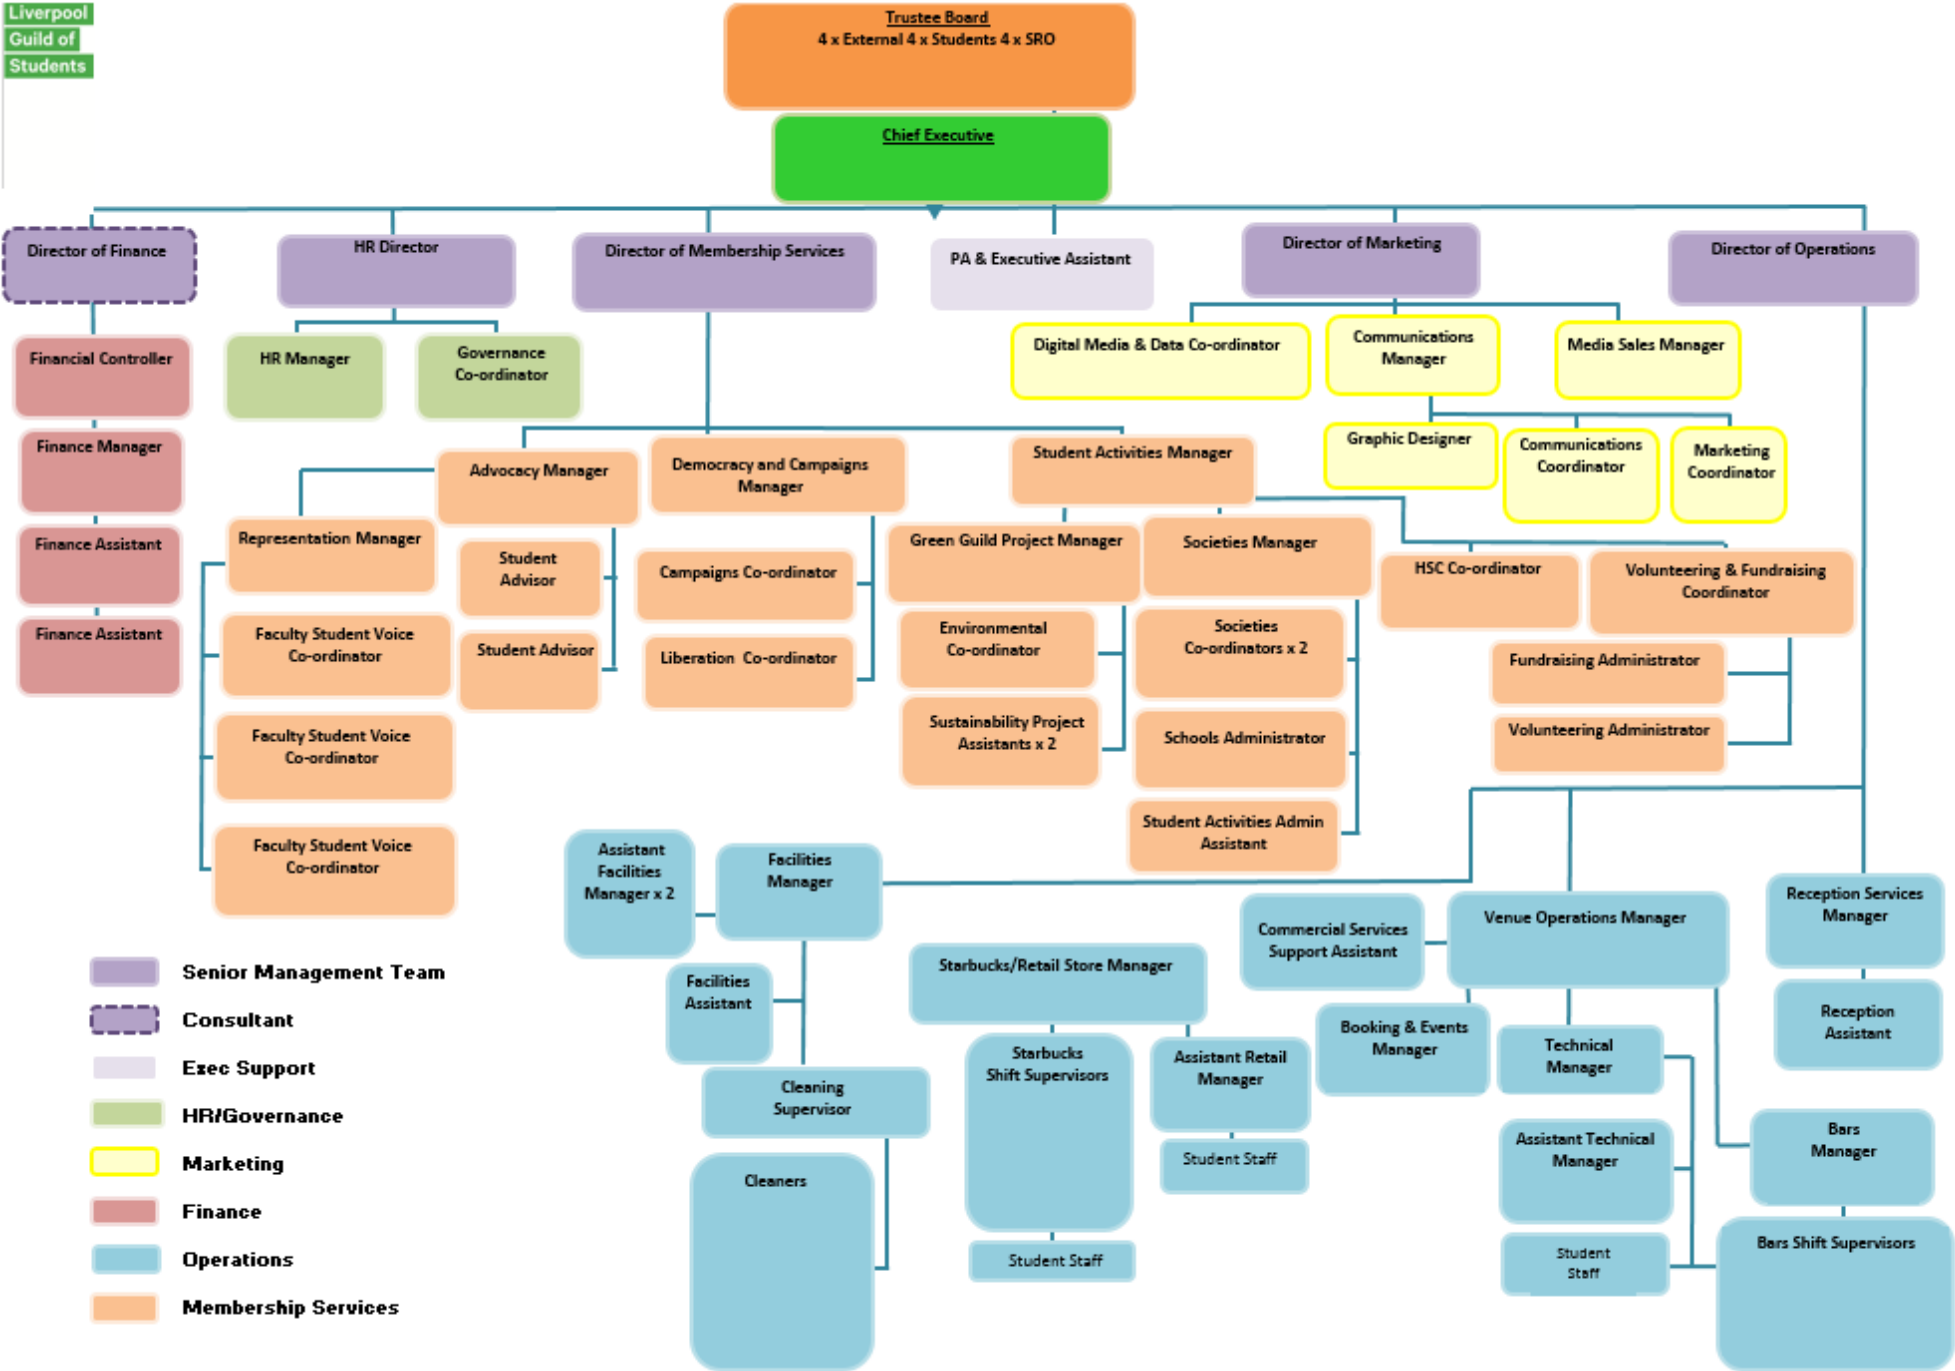 Liverpool
Guild of
Students
Trustee Board
4 x External 4 x Students 4 x SRO
Chief Executive
Director of Finance
HR Director
Director of Membership Services
PA & Executive Assistant
Director of Marketing
Director of Operations
Financial Controller
HR Manager
Governance
Co-ordinator
Digital Media & Data Co-ordinator
Communications
Manager
Media Sales Manager
Finance Manager
Advocacy Manager
Democracy and Campaigns
Manager
Student Activities Manager
Graphic Designer
Communications
Coordinator
Marketing
Coordinator
Finance Assistant
Representation Manager
Student
Advisor
Campaigns Co-ordinator
Green Guild Project Manager
Societies Manager
HSC Co-ordinator
Volunteering & Fundraising
Coordinator
Finance Assistant
Faculty Student Voice
Co-ordinator
Student Advisor
Liberation  Co-ordinator
Environmental
Co-ordinator
Societies
Co-ordinators x 2
Fundraising Administrator
Faculty Student Voice
Co-ordinator
Sustainability Project
Assistants x 2
Schools Administrator
Volunteering Administrator
Faculty Student Voice
Co-ordinator
Student Activities Admin
Assistant
Assistant
Facilities
Manager x 2
Facilities
Manager
Commercial Services
Support Assistant
Venue Operations Manager
Reception Services
Manager
Facilities
Assistant
Starbucks/Retail Store Manager
Booking & Events
Manager
Technical
Manager
Reception
Assistant
Cleaning
Supervisor
Starbucks
Shift Supervisors
Assistant Retail
Manager
Assistant Technical
Manager
Bars
Manager
Cleaners
Student Staff
Student Staff
Student
Staff
Bars Shift Supervisors
Senior Management Team
Consultant
Exec Support
HR/Governance
Marketing
Finance
Operations
Membership Services